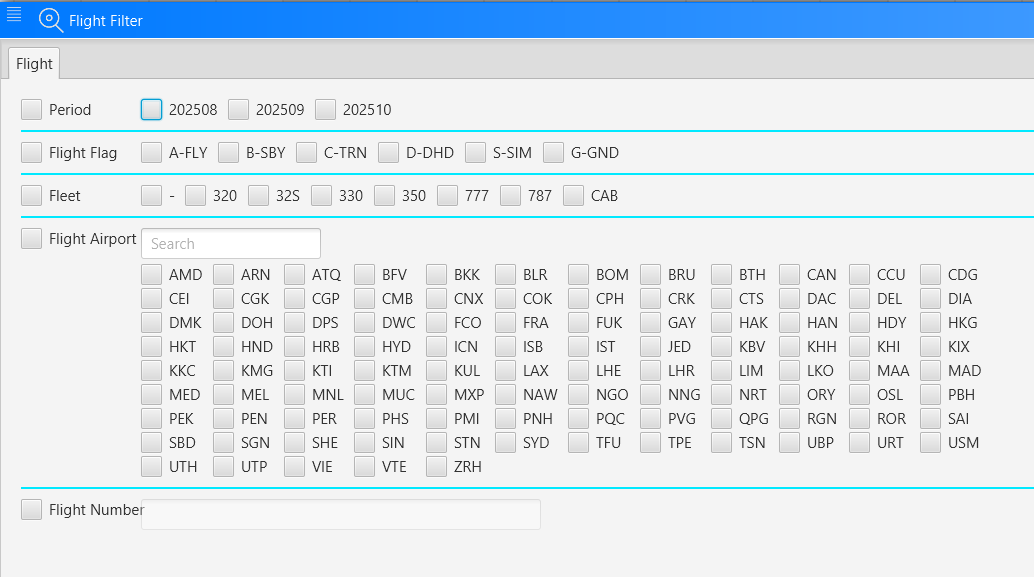 Flight Filter
Flight
Period 202508 202509 202510
Flight Flag A-FLY B-SBY C-TRN D-DHD S-SIM G-GND
Fleet - 320 32S 330 350 777 787 CAB
Flight Airport Search
AMD ARN ATQ BFV BKK BLR BOM BRU BTH CAN CCU CDG
CEI CGK CGP CMB CNX COK CPH CRK CTS DAC DEL DIA
DMK DOH DPS DWC FCO FRA FUK GAY HAK HAN HDY HKG
HKT HND HRB HYD ICN ISB IST JED KBV KHH KHI KIX
KKC KMG KTI KTM KUL LAX LHE LHR LIM LKO MAA MAD
MED MEL MNL MUC MXP NAW NGO NNG NRT ORY OSL PBH
PEK PEN PER PHS PMI PNH PQC PVG QPG RGN ROR SAI
SBD SGN SHE SIN STN SYD TFU TPE TSN UBP URT USM
UTH UTP VIE VTE ZRH
Flight Number